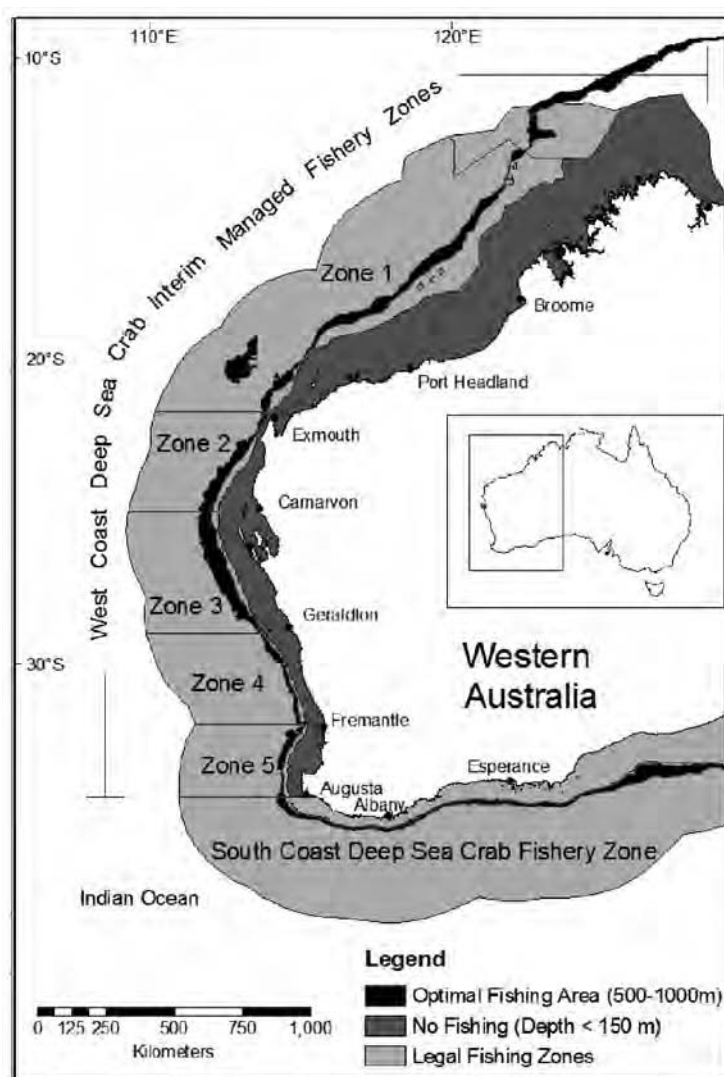 110°E
120°E
10°S
West Coast Deep Sea Crab Interim Managed Fishery Zones
Zone 1
Broome
20°S
Port Headland
Exmouth
Zone 2
Camarvon
Zone 3
Geraldlon
30°S
Western
Australia
Zone 4
Fremantle
Zone 5
Esperance
Augusta
Albany
South Coast Deep Sea Crab Fishery Zone
Indian Ocean
Legend
Optimal Fishing Area (500-1000m)
No Fishing (Depth < 150 m)
Legal Fishing Zones
0 125 250 500 750 1,000
Kilometers